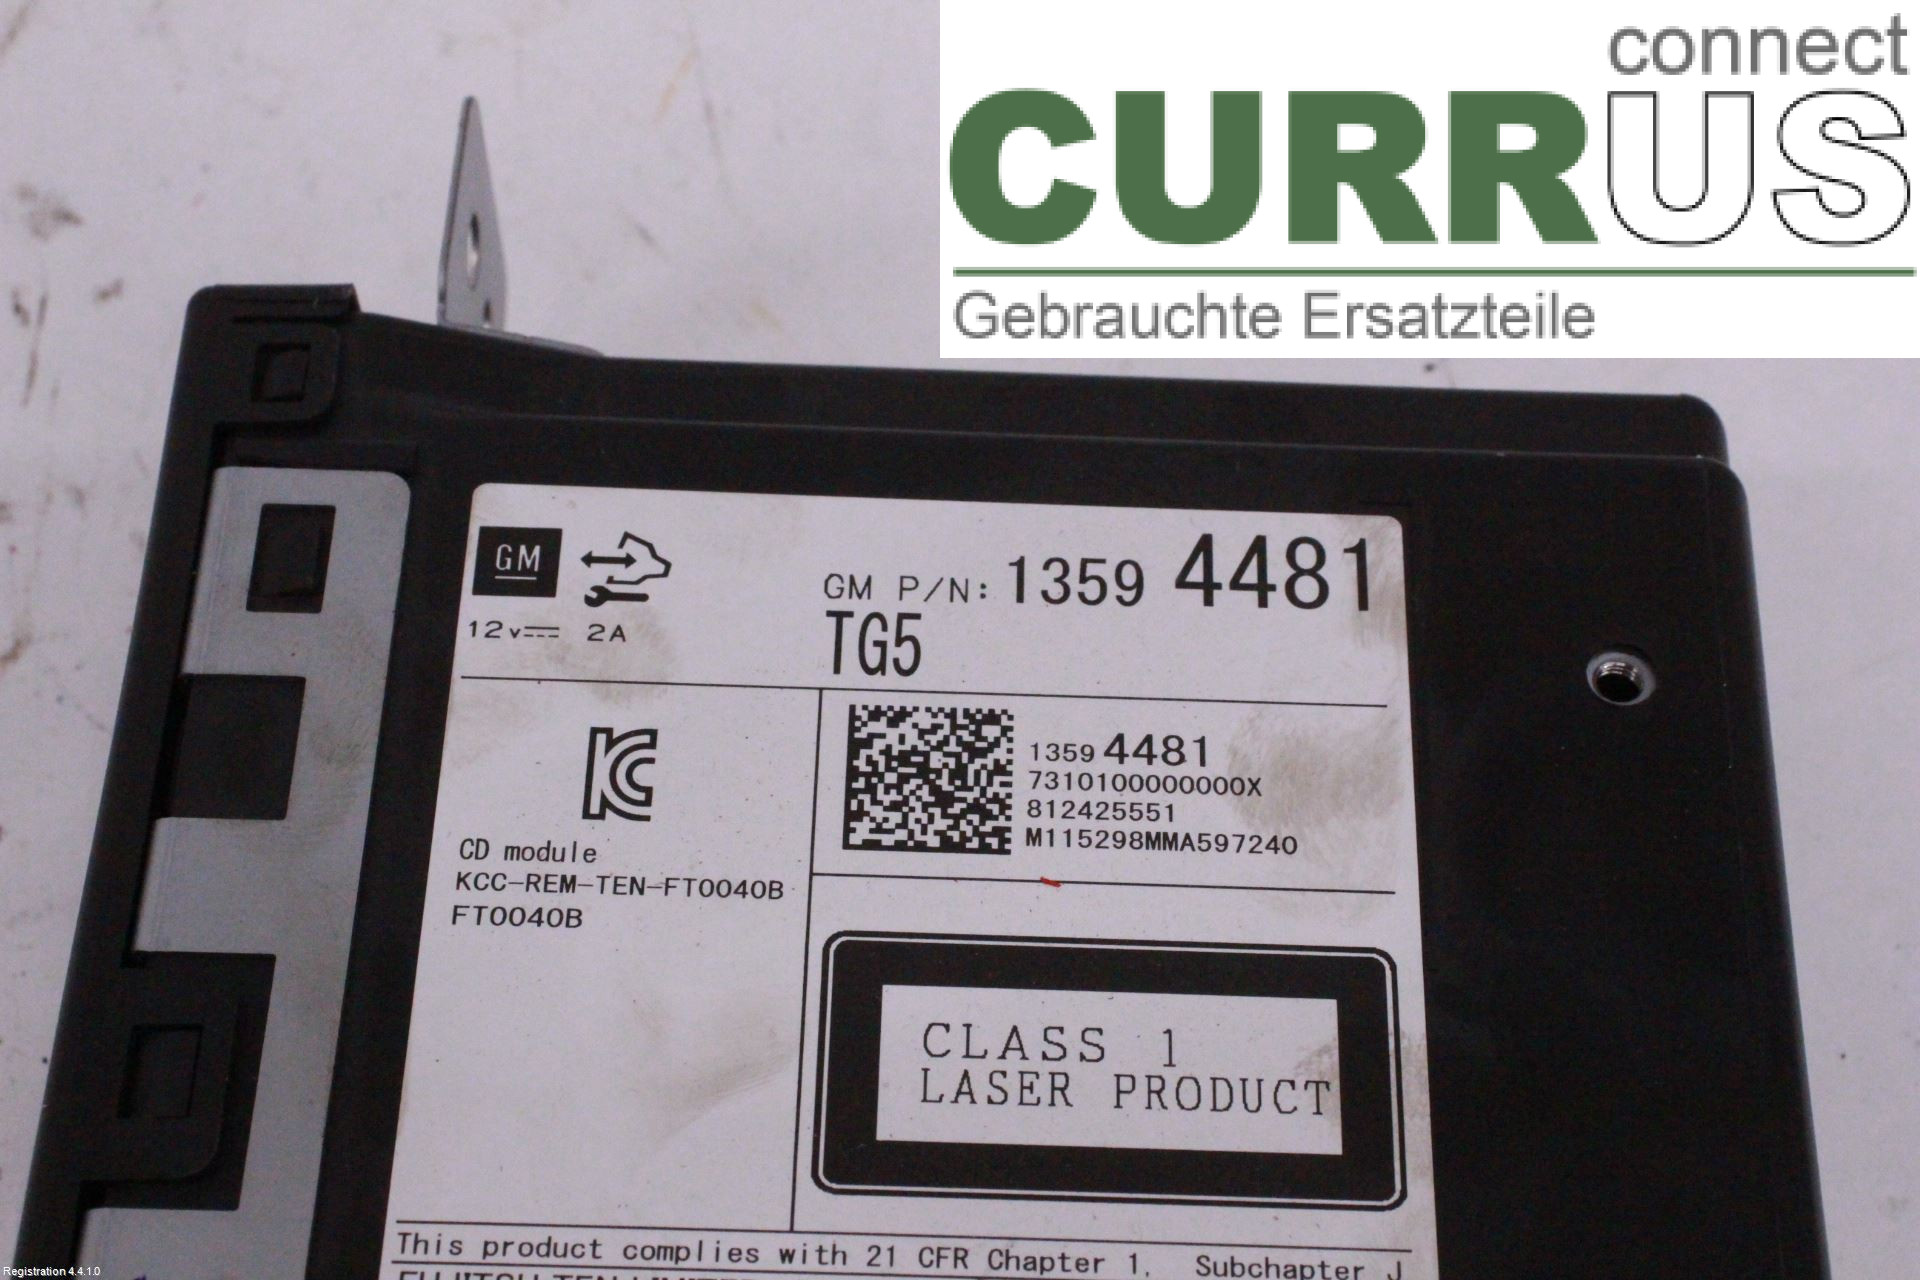 connect
CURRUS
Gebrauchte Ersatzteile
GM
GM P/N: 1359 4481
12V 2A
TG5
KC
1359 4481
7310100000000X
812425551
M115298MMA597240
CD module
KCC-REM-TEN-FT0040B
FT0040B
CLASS 1
LASER PRODUCT
This product complies with 21 CFR Chapter 1, Subchapter J
Registration 4.4.1.0